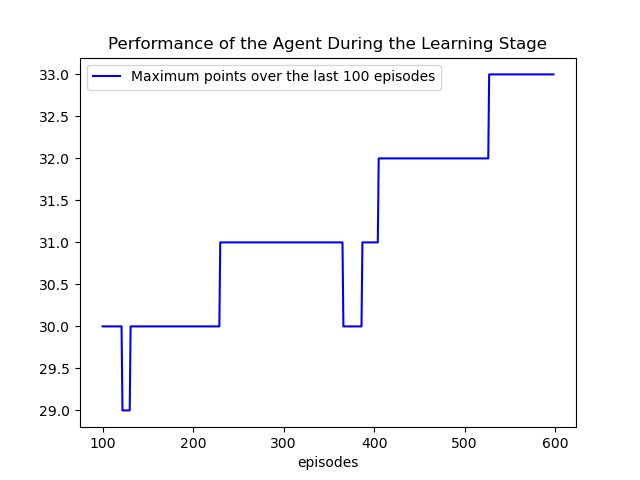 Performance of the Agent During the Learning Stage
Maximum points over the last 100 episodes
33.0
32.5
32.0
31.5
31.0
30.5
30.0
29.5
29.0
100 200 300 400 500 600
episodes